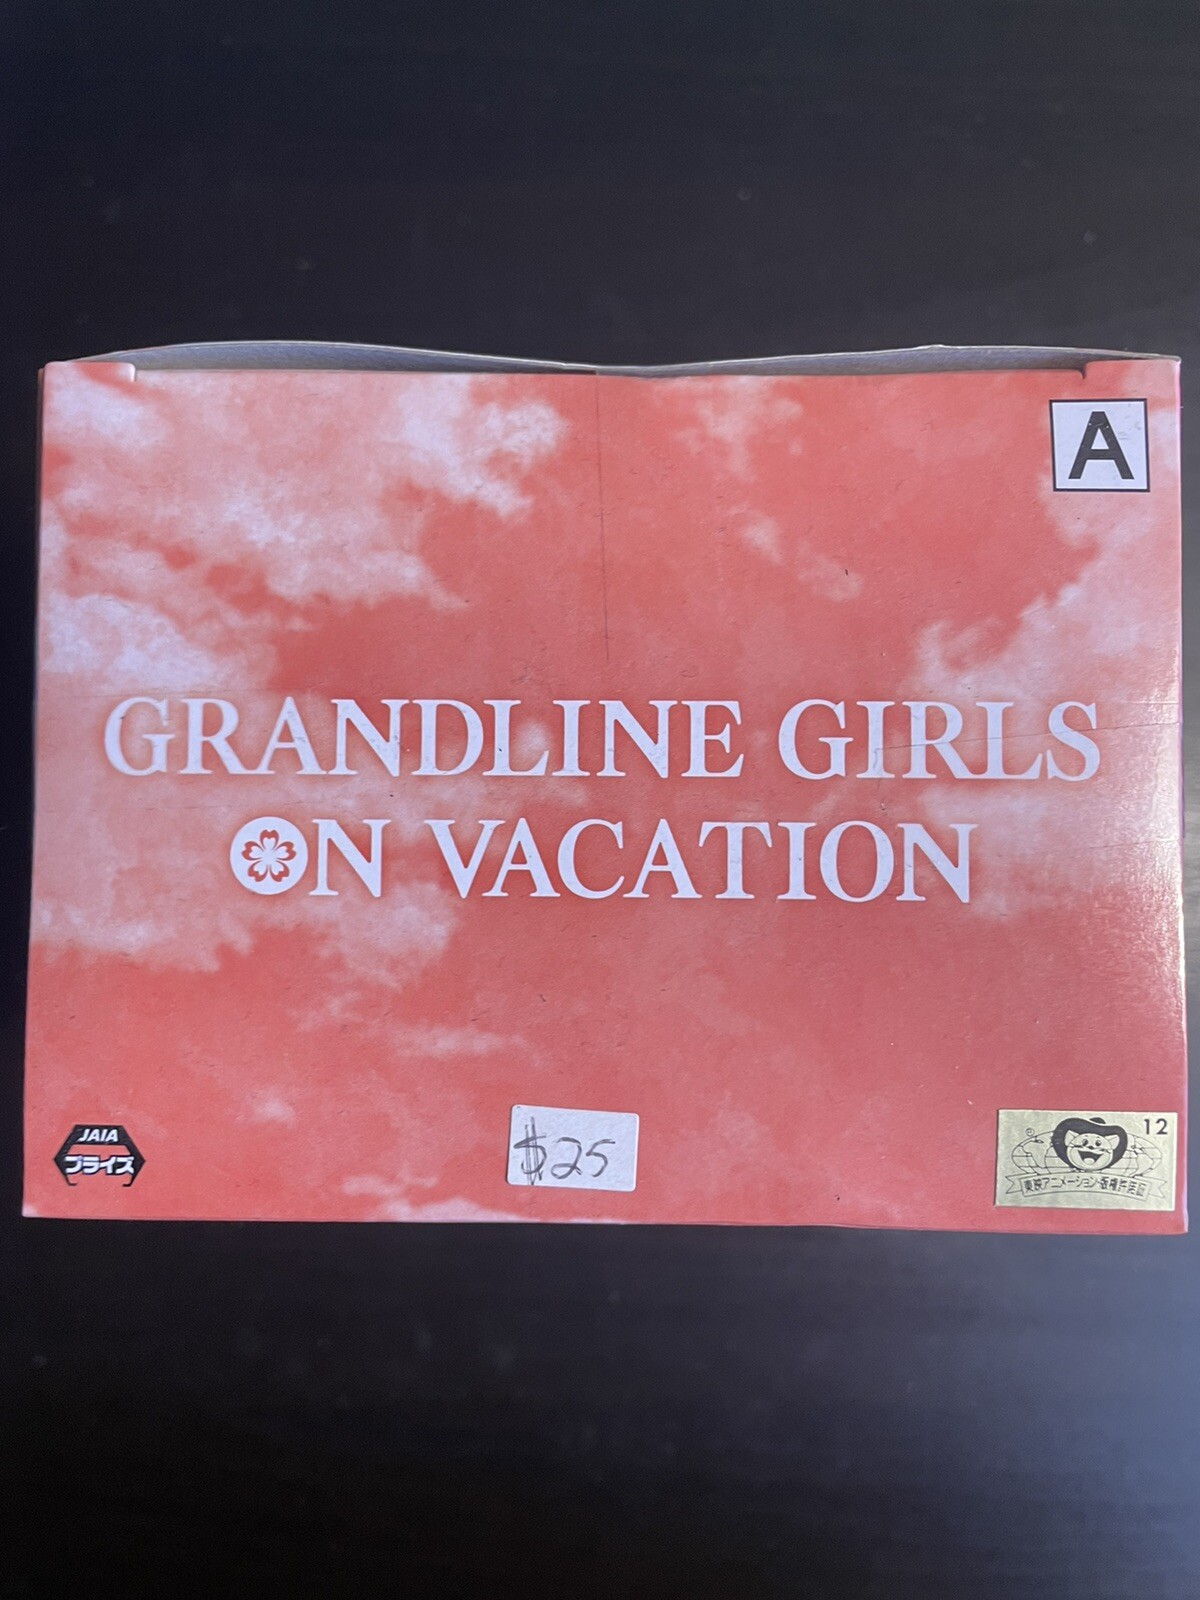 A
GRANDLINE GIRLS
ON VACATION
JAIA
プライズ
$25
12
東映アニメーション・版権許諾証